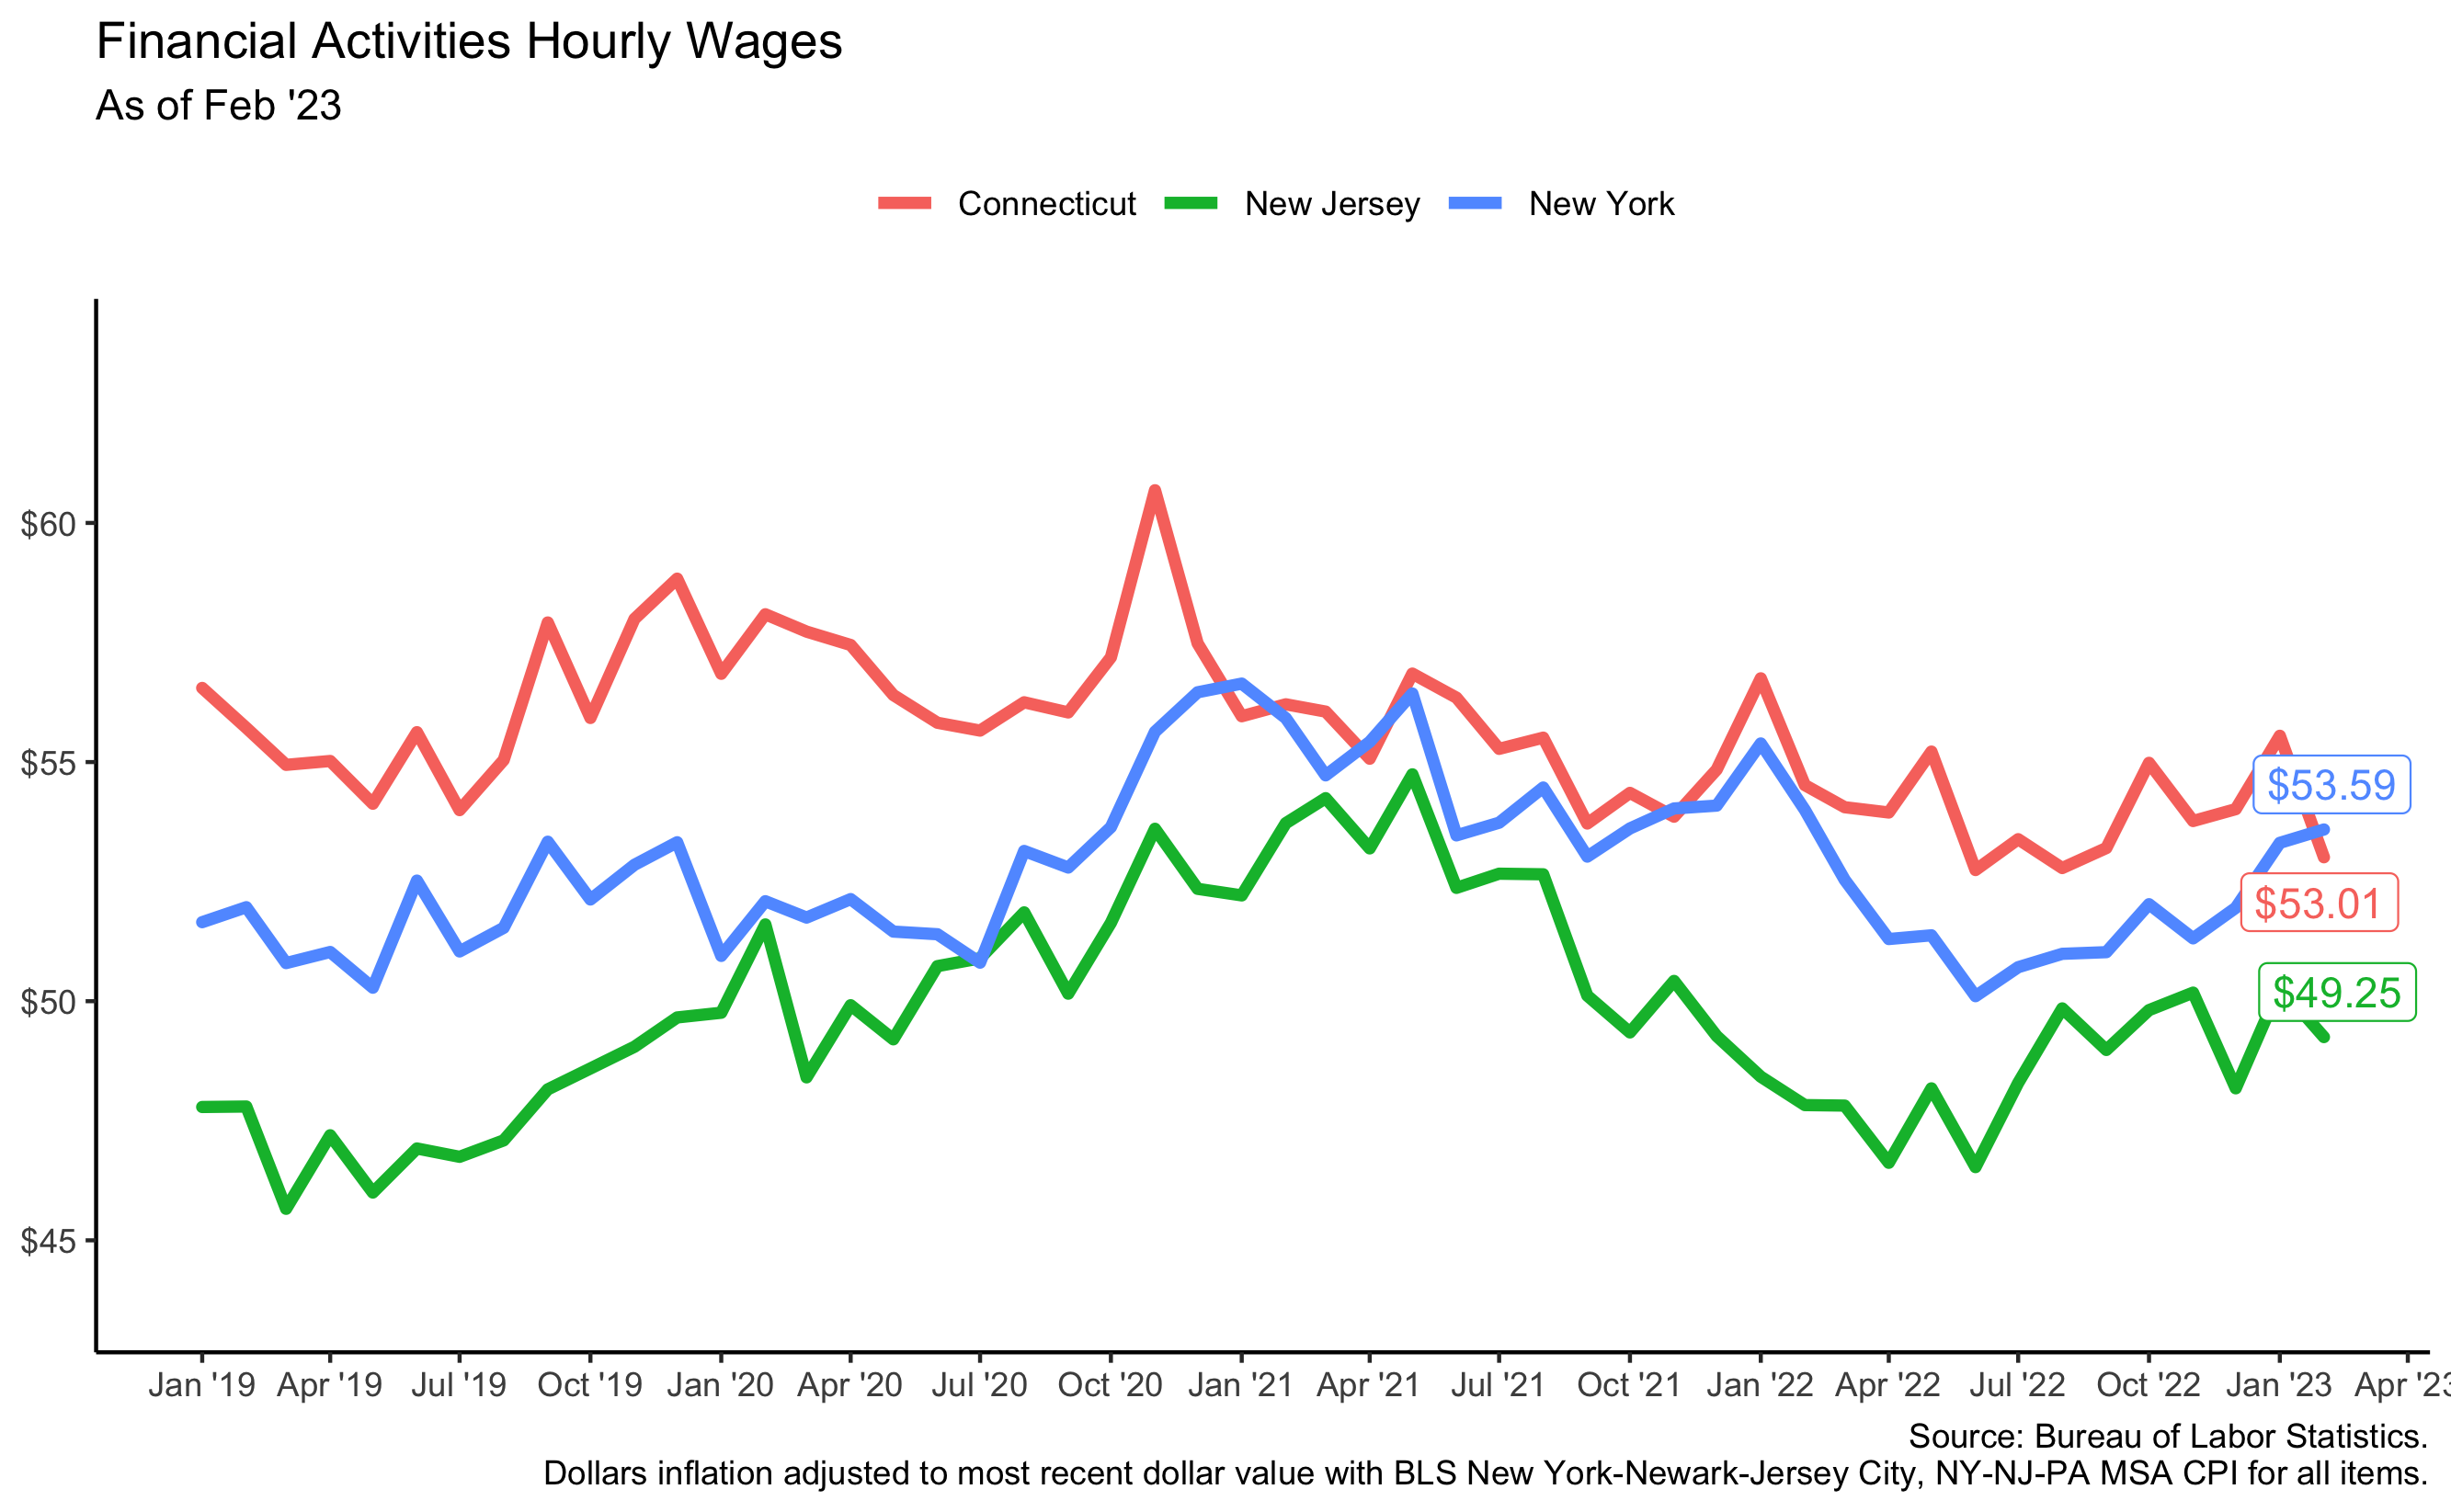 Financial Activities Hourly Wages
As of Feb '23
Connecticut New Jersey New York
$60
$55
$50
$45
$53.59
$53.01
$49.25
Jan '19 Apr '19 Jul '19 Oct '19 Jan '20 Apr '20 Jul '20 Oct '20 Jan '21 Apr '21 Jul '21 Oct '21 Jan '22 Apr '22 Jul '22 Oct '22 Jan '23 Apr '23
Source: Bureau of Labor Statistics.
Dollars inflation adjusted to most recent dollar value with BLS New York-Newark-Jersey City, NY-NJ-PA MSA CPI for all items.